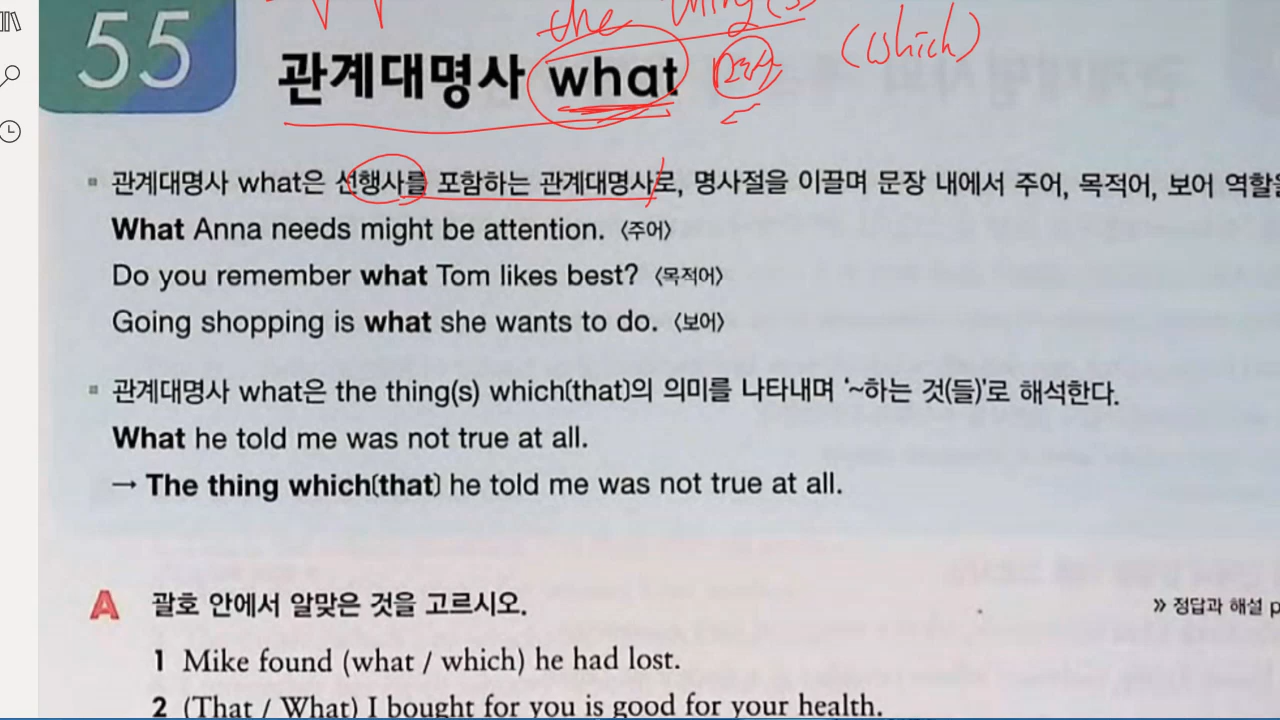 the thing(s)
(which)
55
관계대명사 what
▪ 관계대명사 what은 선행사를 포함하는 관계대명사로, 명사절을 이끌며 문장 내에서 주어, 목적어, 보어 역할을
What Anna needs might be attention. 〈주어〉
Do you remember what Tom likes best? 〈목적어〉
Going shopping is what she wants to do. 〈보어〉
▪ 관계대명사 what은 the thing(s) which(that)의 의미를 나타내며 '~하는 것(들)'로 해석한다.
What he told me was not true at all.
→ The thing which(that) he told me was not true at all.
A 괄호 안에서 알맞은 것을 고르시오.
» 정답과 해설 p
1 Mike found (what / which) he had lost.
2 (That / What) I bought for you is good for your health.